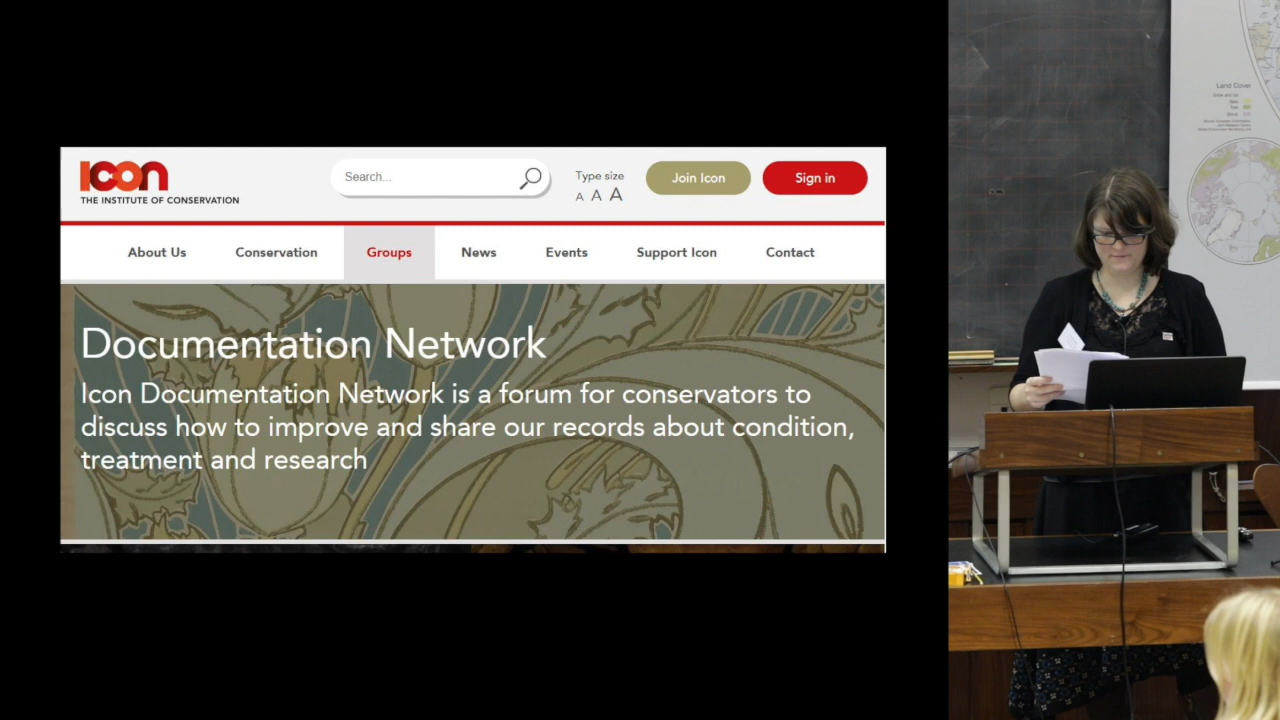 ICON
THE INSTITUTE OF CONSERVATION
Search...
Type size
A A A
Join Icon
Sign in
About Us
Conservation
Groups
News
Events
Support Icon
Contact
Documentation Network
Icon Documentation Network is a forum for conservators to
discuss how to improve and share our records about condition,
treatment and research
Land Cover